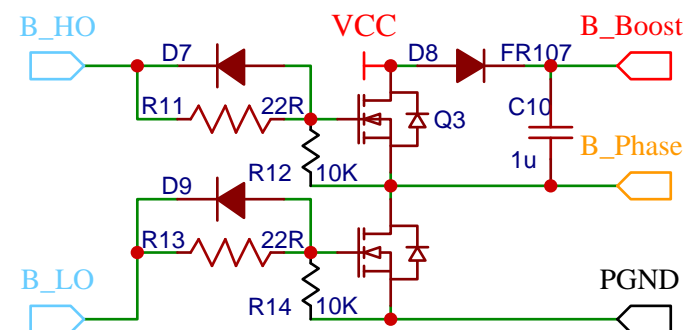 B_HO
VCC
B_Boost
D7
D8
FR107
R11
22R
Q3
C10
1u
B_Phase
R12
10K
D9
R13
22R
B_LO
R14
10K
PGND